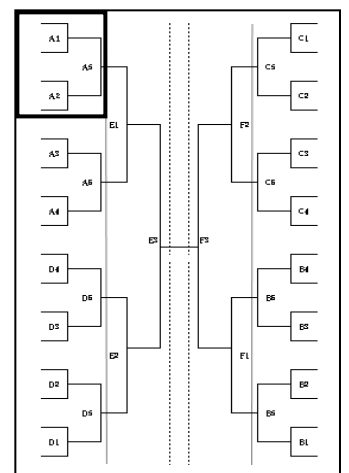 A1 C1
A5 C5
A2 C2
E1 F2
A3 C3
A6 C6
A4 C4
E3 F3
D4 B4
D6 B6
D3 B3
E2 F1
D2 B2
D5 B5
D1 B1